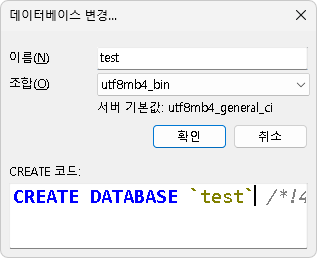 데이터베이스 변경...
이름(N)
test
조합(O)
utf8mb4_bin
서버 기본값: utf8mb4_general_ci
확인
취소
CREATE 코드:
CREATE DATABASE `test` /*!4